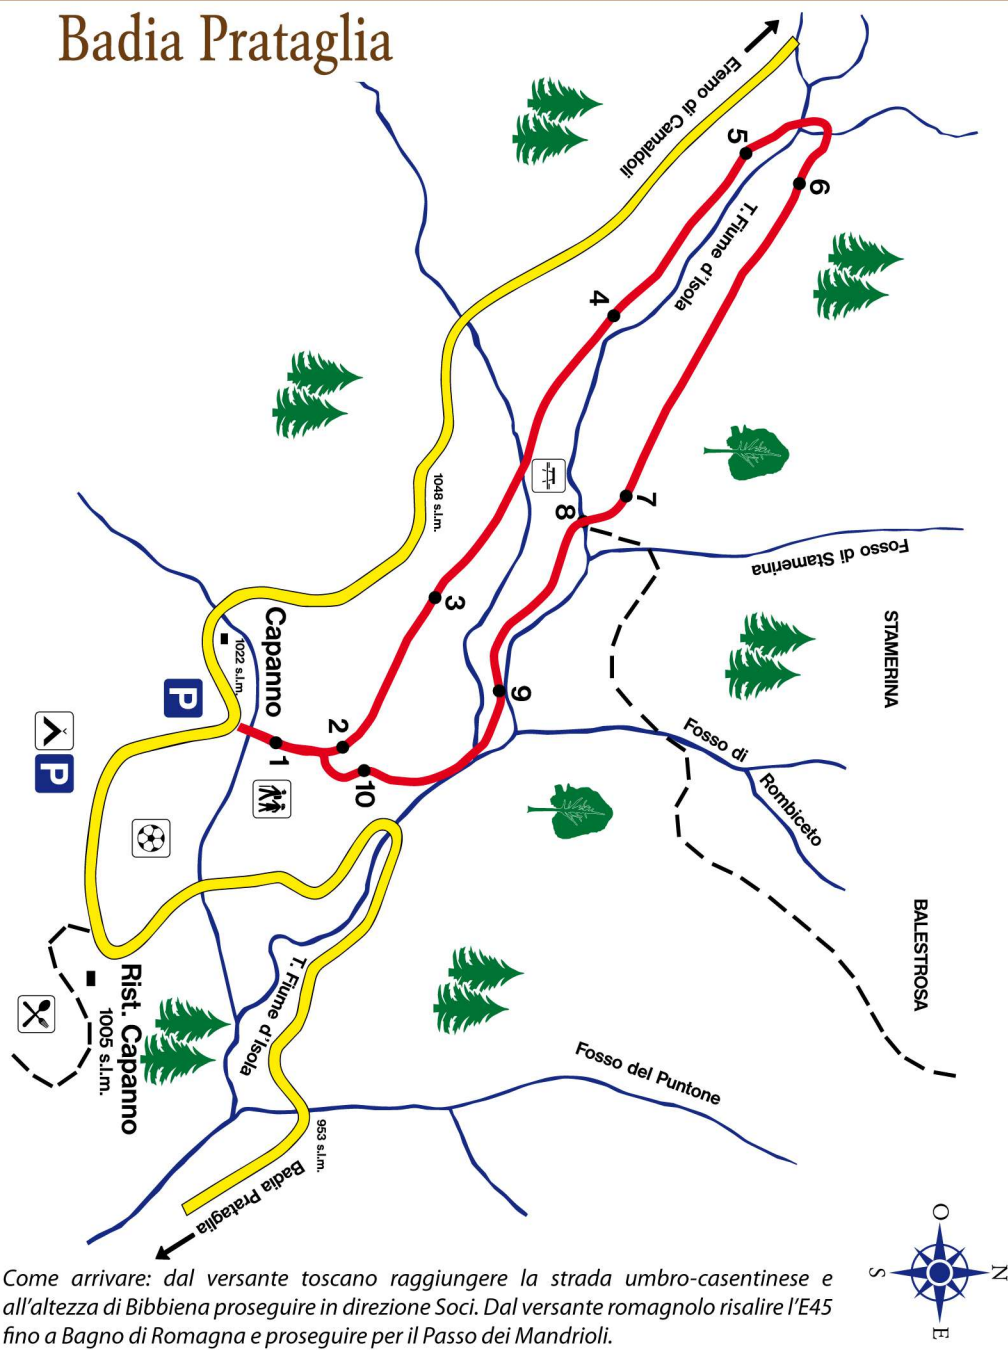 Badia Prataglia
Eremo di Camaldoli
5
6
T. Fiume d'Isola
4
1048 s.l.m.
7
8
Fosso di Stamerina
3
STAMERINA
Capanno
1022 s.l.m.
P
P
9
2
1
10
Fosso di
Rombiceto
BALESTROSA
Rist. Capanno
1005 s.l.m.
T. Fiume d'Isola
Fosso del Puntone
953 s.l.m.
Badia Prataglia
O
N
S
E
Come arrivare: dal versante toscano raggiungere la strada umbro-casentinese e
all'altezza di Bibbiena proseguire in direzione Soci. Dal versante romagnolo risalire l'E45
fino a Bagno di Romagna e proseguire per il Passo dei Mandrioli.